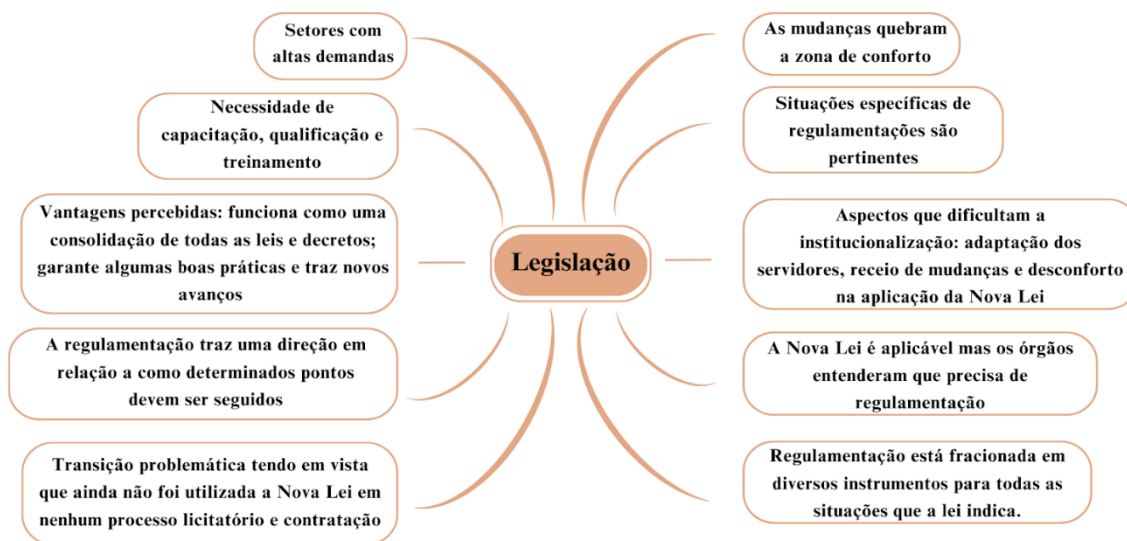 Setores com
altas demandas
Necessidade de
capacitação, qualificação e
treinamento
Vantagens percebidas: funciona como uma
consolidação de todas as leis e decretos;
garante algumas boas práticas e traz novos
avanços
A regulamentação traz uma direção em
relação a como determinados pontos
devem ser seguidos
Transição problemática tendo em vista
que ainda não foi utilizada a Nova Lei em
nenhum processo licitatório e contratação
Legislação
As mudanças quebram
a zona de conforto
Situações específicas de
regulamentações são
pertinentes
Aspectos que dificultam a
institucionalização: adaptação dos
servidores, receio de mudanças e desconforto
na aplicação da Nova Lei
A Nova Lei é aplicável mas os órgãos
entenderam que precisa de
regulamentação
Regulamentação está fracionada em
diversos instrumentos para todas as
situações que a lei indica.